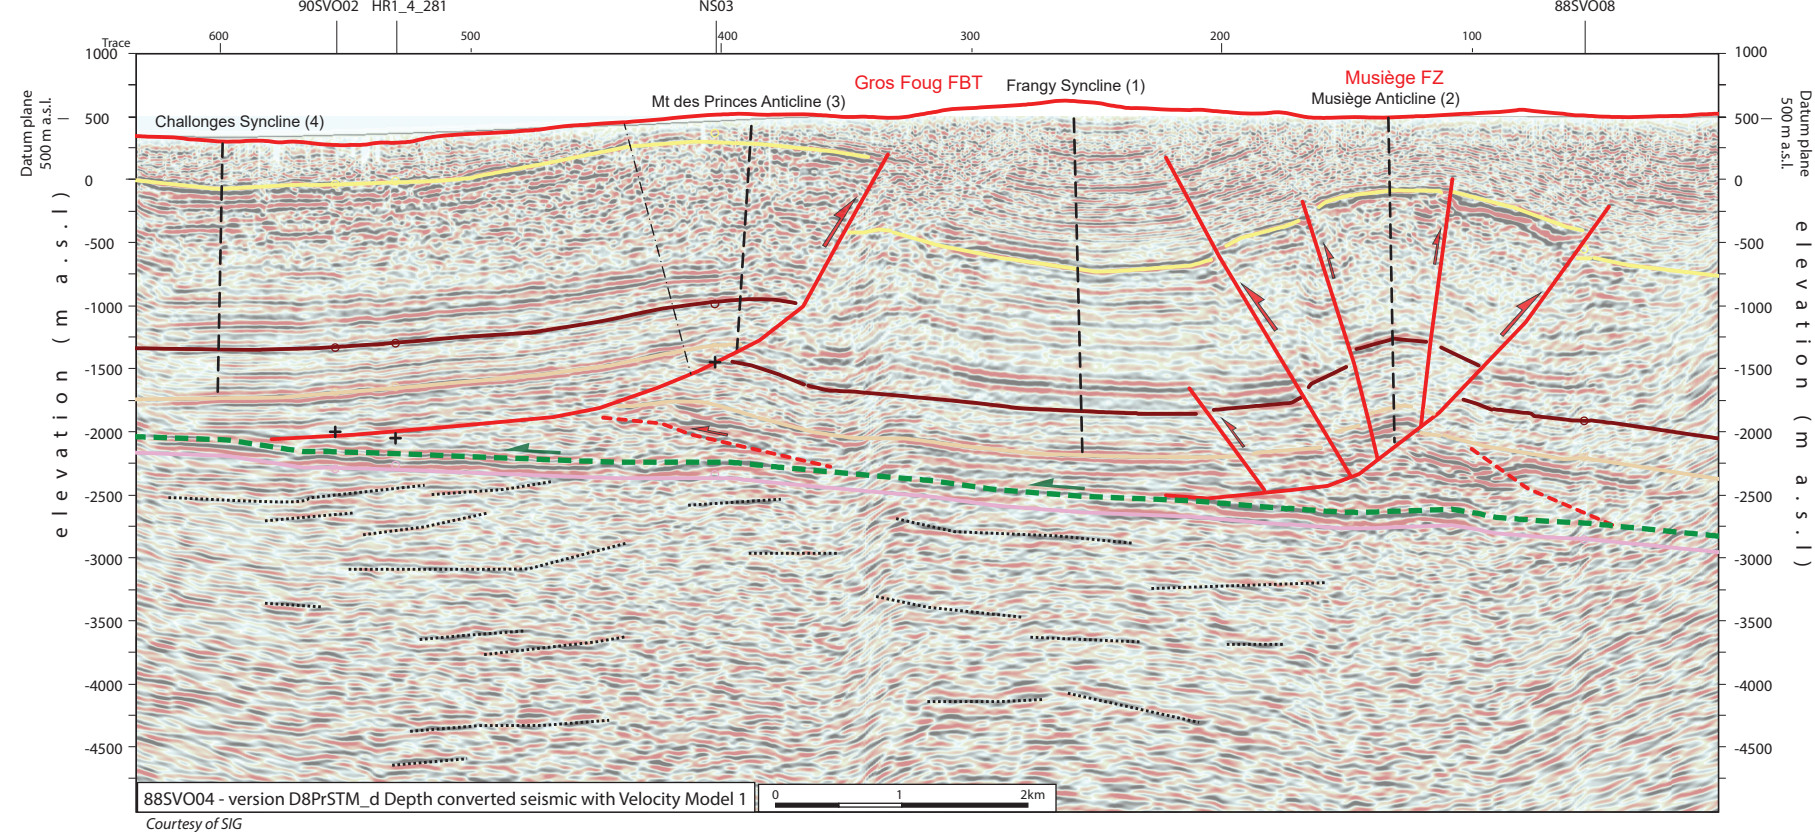 90SVO02 HR1_4_281 NS03 88SVO08
Trace 600 500 400 300 200 100
1000 1000
Gros Foug FBT Musiège FZ
Frangy Syncline (1)
Mt des Princes Anticline (3) Musiège Anticline (2)
Challonges Syncline (4)
Datum plane
500 m a.s.l.
Datum plane
500 m a.s.l.
500 500
0 0
-500 -500
-1000 -1000
-1500 -1500
-2000 -2000
-2500 -2500
-3000 -3000
-3500 -3500
-4000 -4000
-4500 -4500
elevation (m a.s.l)
elevation (m a.s.l)
88SVO04 - version D8PrSTM_d Depth converted seismic with Velocity Model 1
0 1 2km
Courtesy of SIG